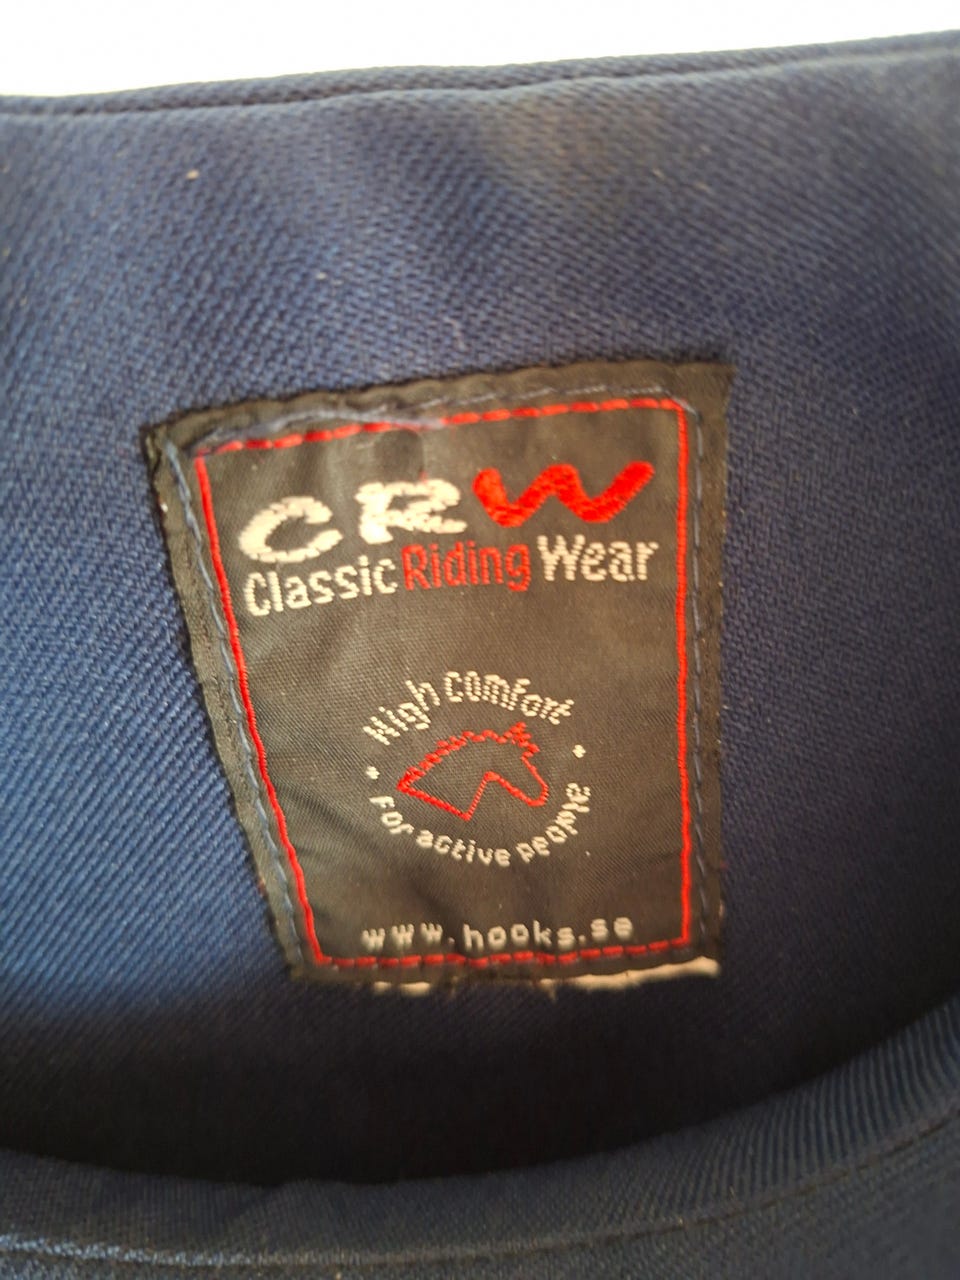 CRW
Classic Riding Wear
High comfort
For active people
www.hooks.se